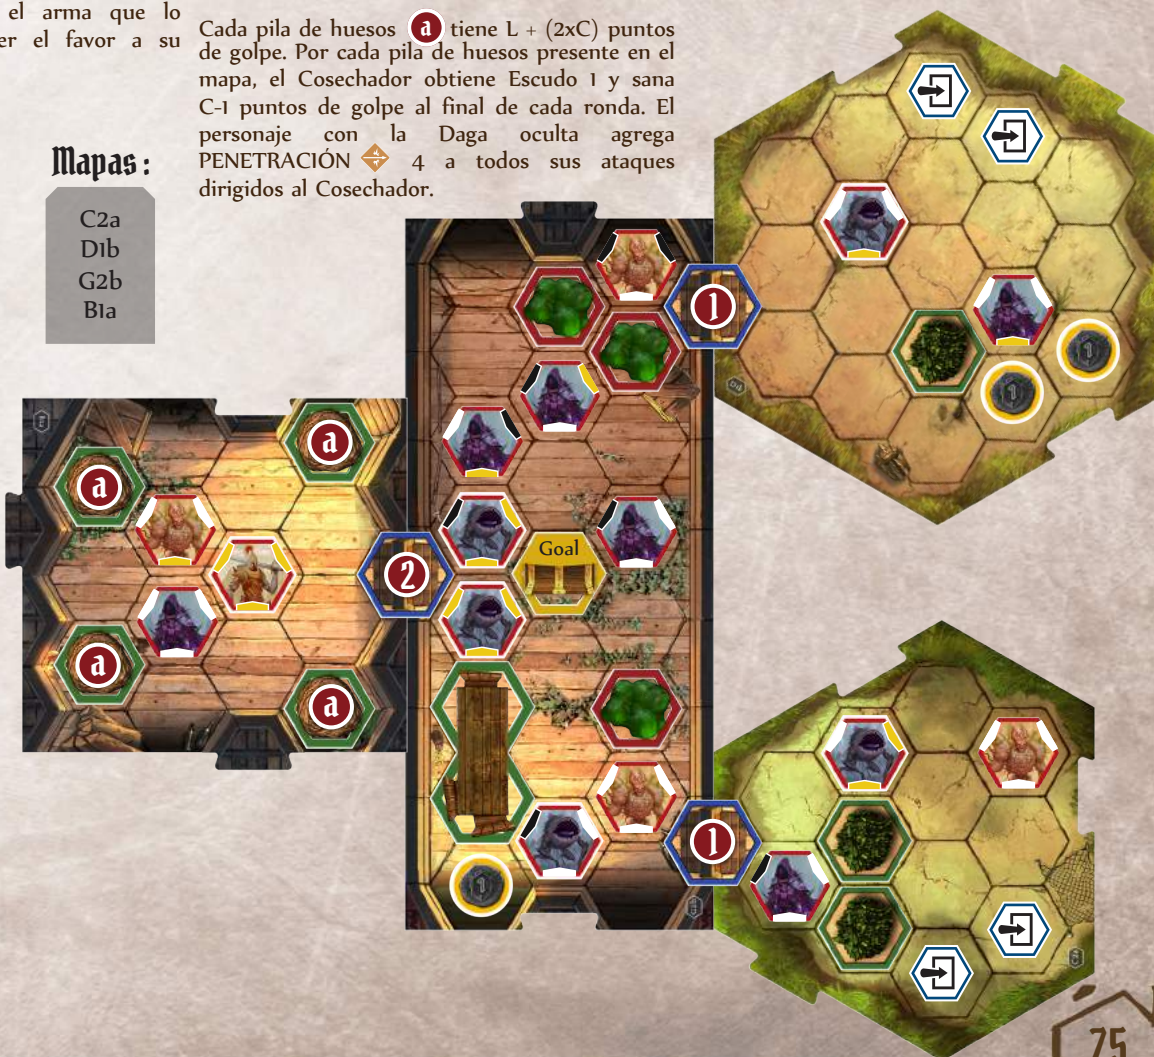 el arma que lo
er el favor a su
Cada pila de huesos a tiene L + (2xC) puntos
de golpe. Por cada pila de huesos presente en el
mapa, el Cosechador obtiene Escudo 1 y sana
C-1 puntos de golpe al final de cada ronda. El
personaje con la Daga oculta agrega
PENETRACIÓN 4 a todos sus ataques
dirigidos al Cosechador.
Mapas:
C2a
D1b
G2b
B1a
1
1
1
a
a
2
Goal
a
a
1
1
75